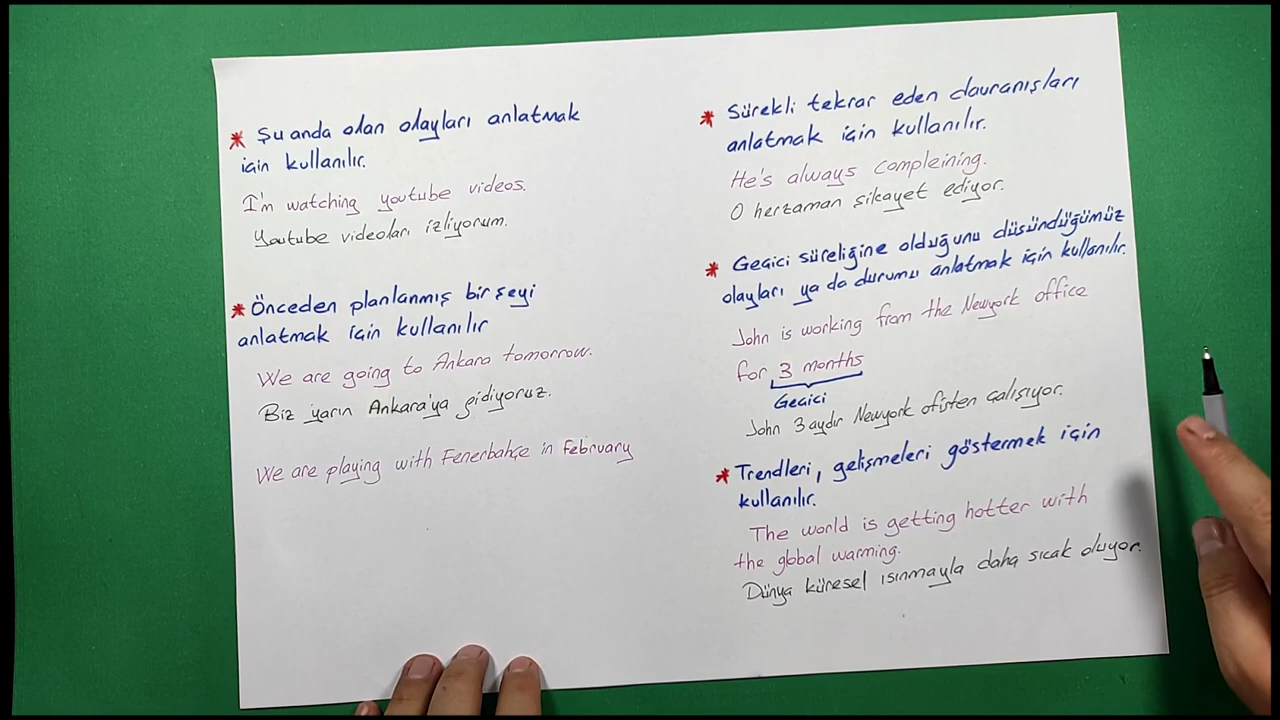 * Şu anda olan olayları anlatmak
için kullanılır.
I'm watching youtube videos.
Youtube videoları izliyorum.
* Önceden planlanmış bir şeyi
anlatmak için kullanılır
We are going to Ankara tomorrow.
Biz yarın Ankara'ya gidiyoruz.
We are playing with Fenerbahçe in february
* Sürekli tekrar eden davranışları
anlatmak için kullanılır.
He's always compleining.
O herzaman şikayet ediyor.
* Geçici süreliğine olduğunu düşündüğümüz
olayları ya da durumu anlatmak için kullanılır.
John is working from the Newyork office
for 3 months
Geçici
John 3 aydır Newyork ofisten çalışıyor.
* Trendleri, gelişmeleri göstermek için
kullanılır.
The world is getting hotter with
the global warming.
Dünya küresel ısınmayla daha sıcak oluyor.